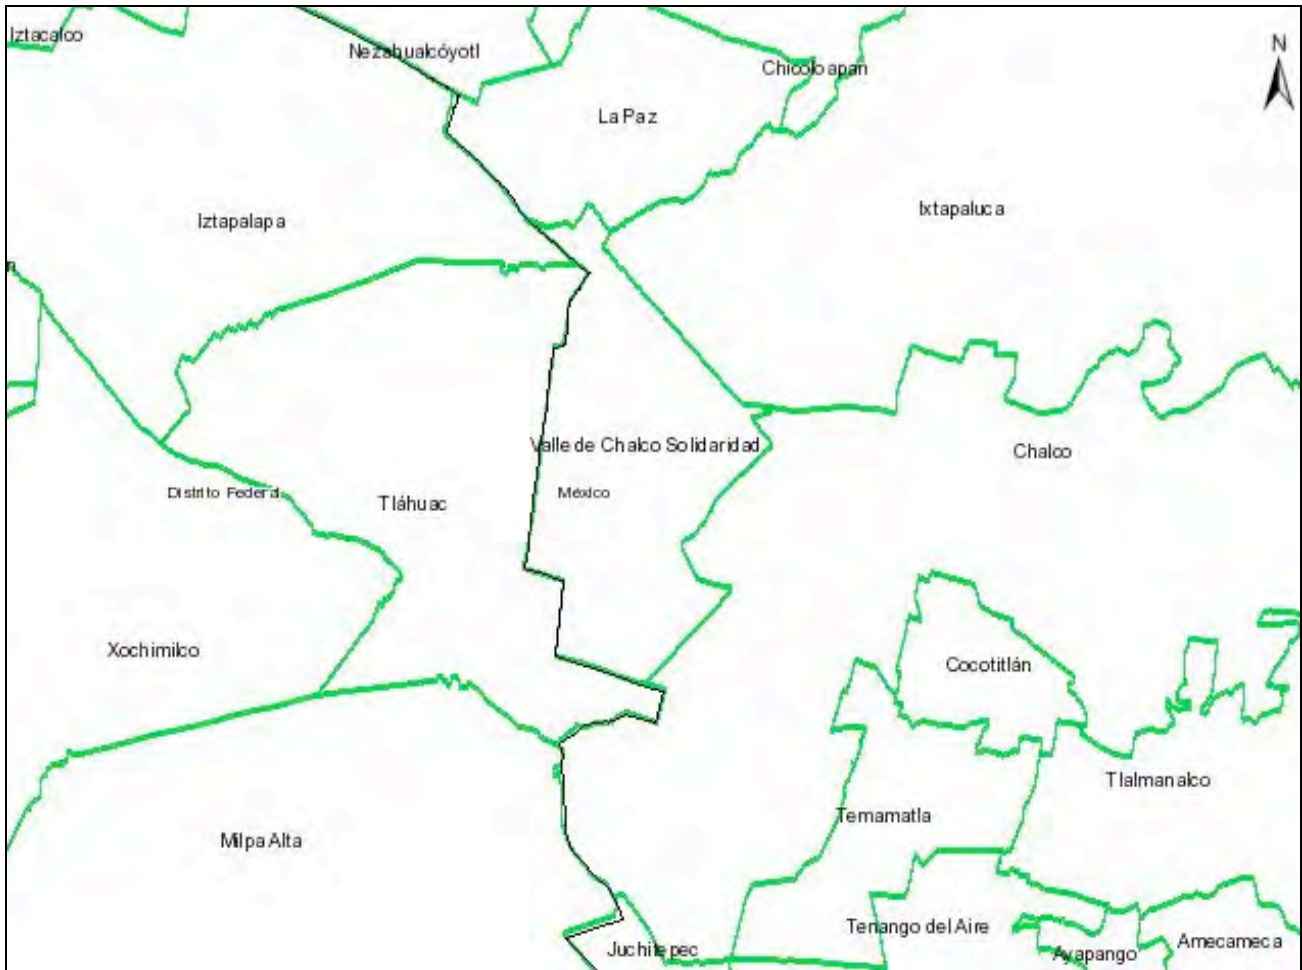 Iztacalco
N
Nezahualcóyotl
Chicoloapan
La Paz
Ixtapaluca
Iztapalapa
Valle de Chalco Solidaridad
Chalco
Distrito Federal
México
Tláhuac
Xochimilco
Cocotitlán
Tlalmanalco
Temamatla
Milpa Alta
Tenango del Aire
Amecameca
Juchitepec
Ayapango